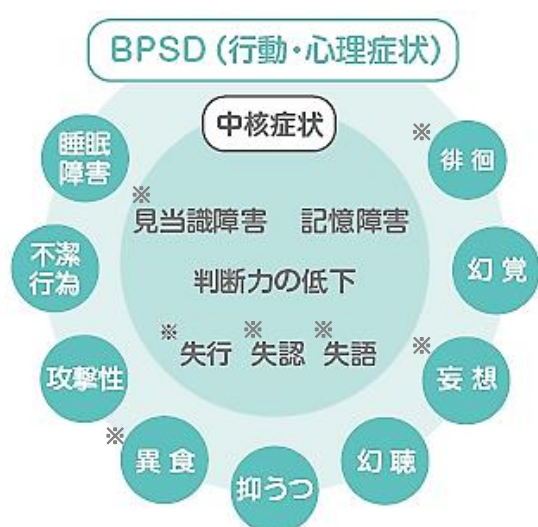 BPSD（行動・心理症状）
中核症状
※見当識障害 記憶障害
判断力の低下
※失行 ※失認 ※失語
睡眠
障害
不潔
行為
攻撃性
※異食
抑うつ
幻聴
※妄想
幻覚
※徘徊